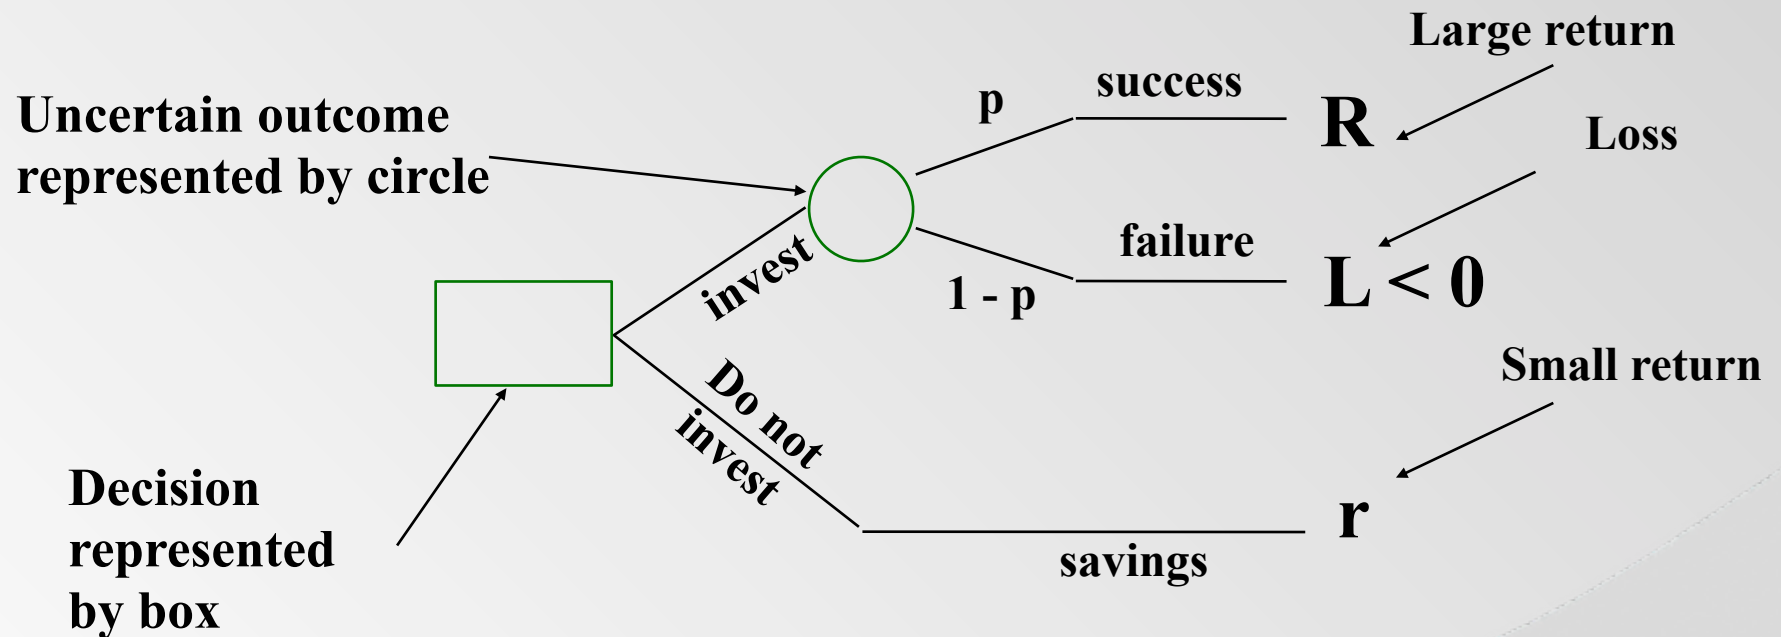 Large return
Uncertain outcome
represented by circle
p
success
R
Loss
invest
failure
1 - p
L < 0
Do not
invest
Small return
Decision
represented
by box
savings
r